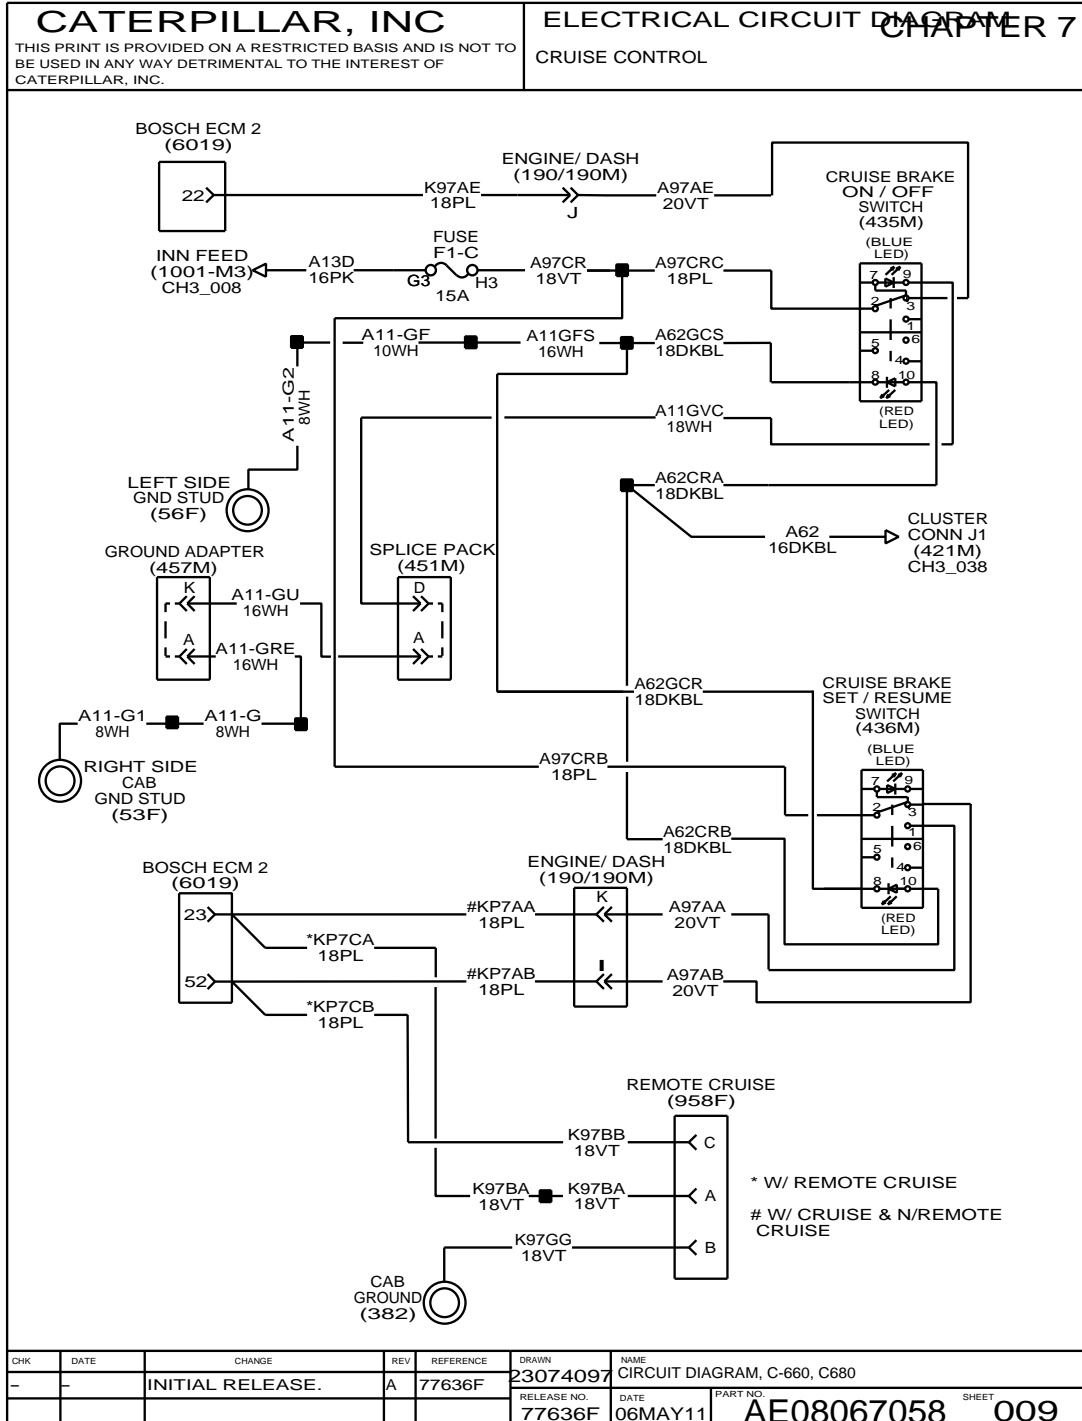 CATERPILLAR, INC
THIS PRINT IS PROVIDED ON A RESTRICTED BASIS AND IS NOT TO
BE USED IN ANY WAY DETRIMENTAL TO THE INTEREST OF
CATERPILLAR, INC.
ELECTRICAL CIRCUIT DIAGRAM
CHAPTER 7
CRUISE CONTROL
BOSCH ECM 2
(6019)
22
K97AE
18PL
ENGINE/ DASH
(190/190M)
J
A97AE
20VT
CRUISE BRAKE
ON / OFF
SWITCH
(435M)
(BLUE
LED)
7
9
2
3
1
5
6
4
8
10
(RED
LED)
INN FEED
(1001-M3)
CH3_008
A13D
16PK
FUSE
F1-C
G3
H3
15A
A97CR
18VT
A97CRC
18PL
A11-GF
10WH
A11GFS
16WH
A62GCS
18DKBL
A11-G2
8WH
A11GVC
18WH
LEFT SIDE
GND STUD
(56F)
A62CRA
18DKBL
A62
16DKBL
CLUSTER
CONN J1
(421M)
CH3_038
GROUND ADAPTER
(457M)
K
A
A11-GU
16WH
A11-GRE
16WH
SPLICE PACK
(451M)
D
A
A11-G1
8WH
A11-G
8WH
RIGHT SIDE
CAB
GND STUD
(53F)
A62GCR
18DKBL
CRUISE BRAKE
SET / RESUME
SWITCH
(436M)
(BLUE
LED)
7
9
2
3
1
5
6
4
8
10
(RED
LED)
A97CRB
18PL
A62CRB
18DKBL
BOSCH ECM 2
(6019)
23
52
#KP7AA
18PL
*KP7CA
18PL
#KP7AB
18PL
*KP7CB
18PL
ENGINE/ DASH
(190/190M)
K
I
A97AA
20VT
A97AB
20VT
REMOTE CRUISE
(958F)
C
A
B
K97BB
18VT
K97BA
18VT
K97BA
18VT
K97GG
18VT
* W/ REMOTE CRUISE
# W/ CRUISE & N/REMOTE
CRUISE
CAB
GROUND
(382)
CHK DATE CHANGE REV REFERENCE
– – INITIAL RELEASE. A 77636F
DRAWN
23074097
NAME
CIRCUIT DIAGRAM, C-660, C680
RELEASE NO.
77636F
DATE
06MAY11
PART NO.
AE08067058
SHEET
009